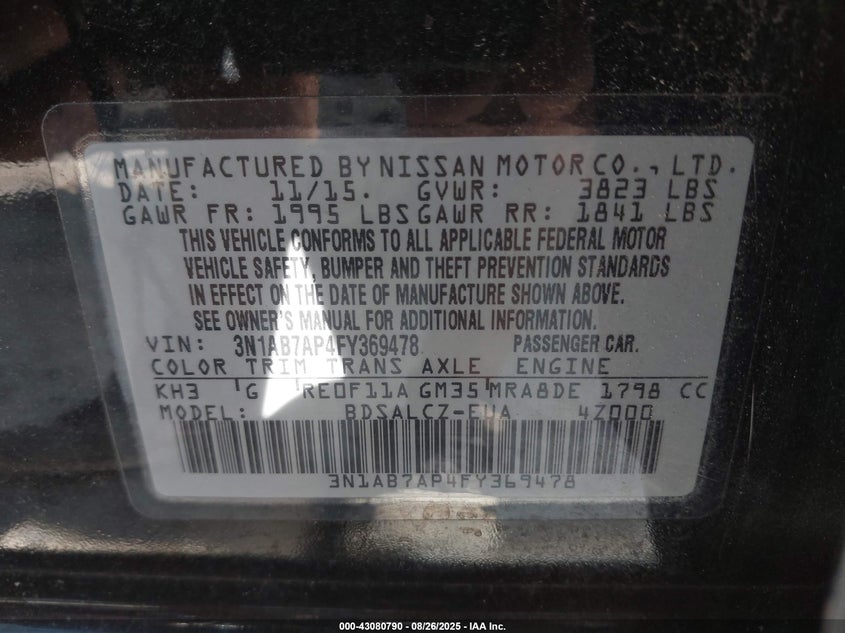 MANUFACTURED BY NISSAN MOTOR CO., LTD.
DATE: 11/15. GVWR: 3823 LBS
GAWR FR: 1995 LBS GAWR RR: 1841 LBS
THIS VEHICLE CONFORMS TO ALL APPLICABLE FEDERAL MOTOR
VEHICLE SAFETY, BUMPER AND THEFT PREVENTION STANDARDS
IN EFFECT ON THE DATE OF MANUFACTURE SHOWN ABOVE.
SEE OWNER'S MANUAL FOR ADDITIONAL INFORMATION.
VIN: 3N1AB7AP4FY369478 PASSENGER CAR.
COLOR TRIM TRANS AXLE ENGINE
KH3 G RE0F11A GM35 MRA8DE 1798 CC
MODEL: BDSALCZ-EUA 4Z000
3N1AB7AP4FY369478
000-43080790 - 08/26/2025 - IAA Inc.